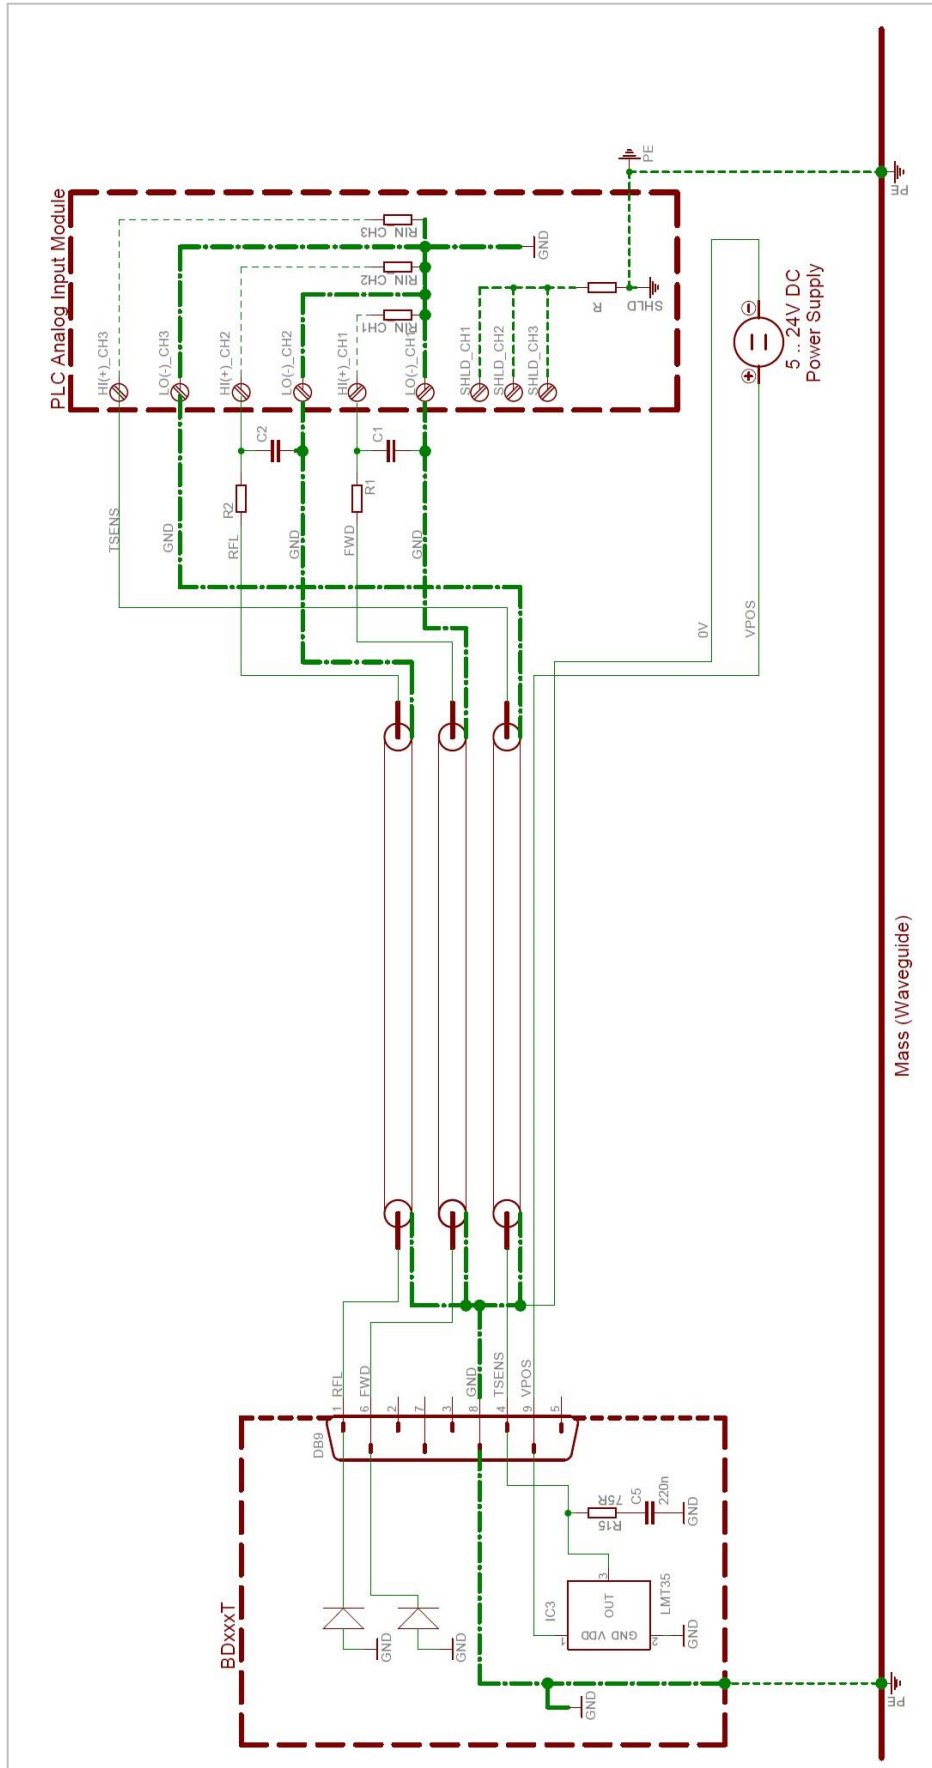 PE
PE
PLC Analog Input Module
RIN
CH3
RIN
CH2
RIN
CH1
GND
R
SHLD
HI(+)_CH3
LO(-)_CH3
HI(+)_CH2
LO(-)_CH2
HI(+)_CH1
LO(-)_CH1
SHLD_CH1
SHLD_CH2
SHLD_CH3
5 .. 24V DC
Power Supply
C2
C1
R2
R1
TSENS
GND
RFL
GND
FWD
GND
0V
VPOS
Mass (Waveguide)
RFL
FWD
GND
TSENS
VPOS
1
6
2
7
3
8
4
9
5
DB9
BDxxxT
R15
75R
C5
220n
GND
IC3
LMT35
OUT
GND VDD
3
1
2
GND
GND
GND
GND
PE